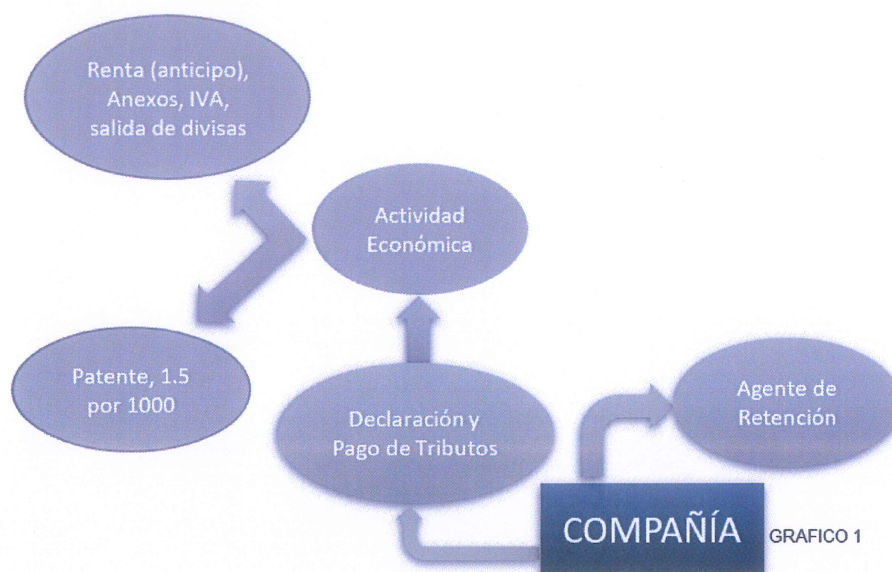 Renta (anticipo),
Anexos, IVA,
salida de divisas
Actividad
Económica
Patente, 1.5
por 1000
Declaración y
Pago de Tributos
Agente de
Retención
COMPAÑÍA
GRAFICO 1